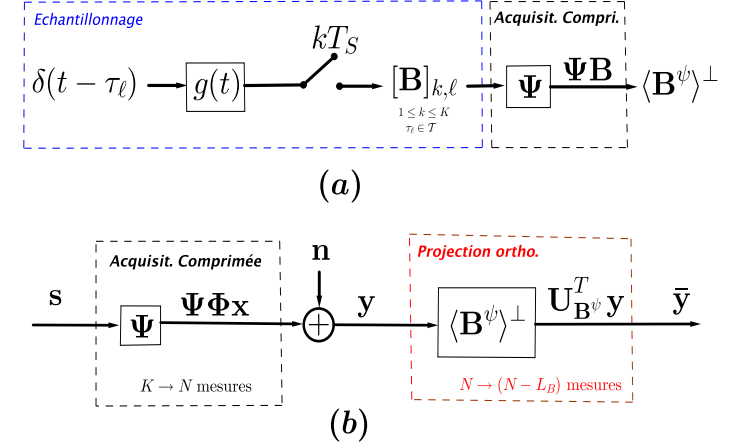 Echantillonnage
Acquisit. Compri.
kT_S
δ(t − τ_ℓ)
g(t)
[𝐁]_{k,ℓ}
1 ≤ k ≤ K
τ_ℓ ∈ 𝒯
𝚿
𝚿𝐁
⟨𝐁^ψ⟩^⊥
(a)
Acquisit. Comprimée
𝐬
𝚿
𝚿𝚽𝐱
K → N mesures
𝐧
+
𝐲
Projection ortho.
⟨𝐁^ψ⟩^⊥
𝐔^T_{𝐁^ψ} 𝐲
ȳ
N → (N − L_B) mesures
(b)